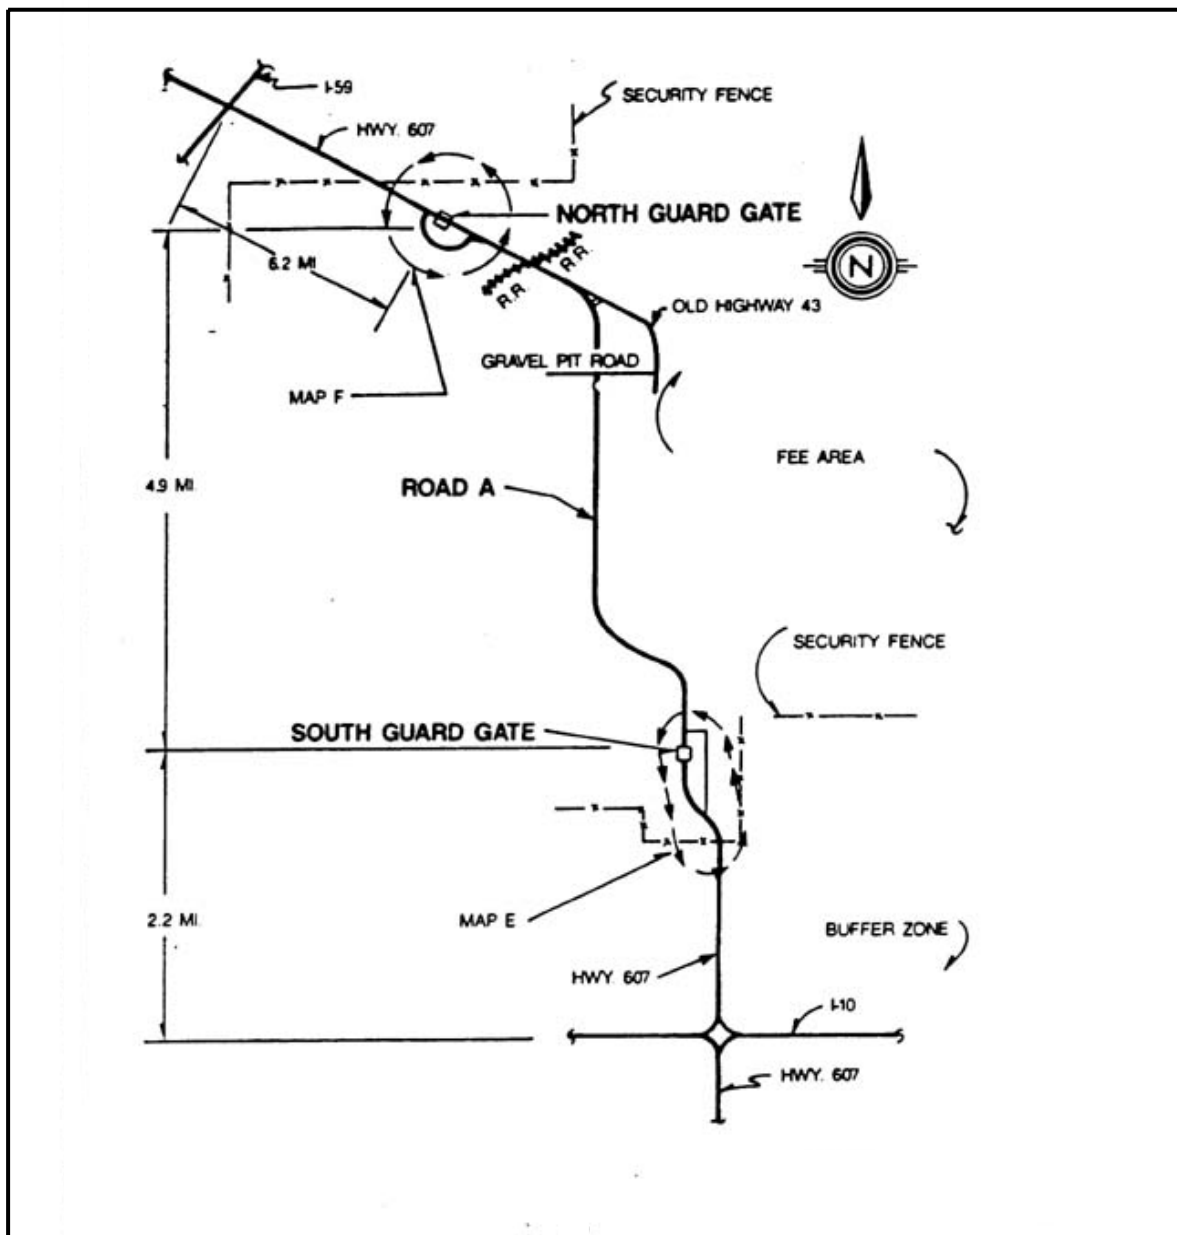 I-59
SECURITY FENCE
HWY. 607
NORTH GUARD GATE
R.R.
R.R.
6.2 MI
N
OLD HIGHWAY 43
GRAVEL PIT ROAD
MAP F
FEE AREA
4.9 MI.
ROAD A
SECURITY FENCE
SOUTH GUARD GATE
2.2 MI.
MAP E
BUFFER ZONE
HWY. 607
I-10
HWY. 607